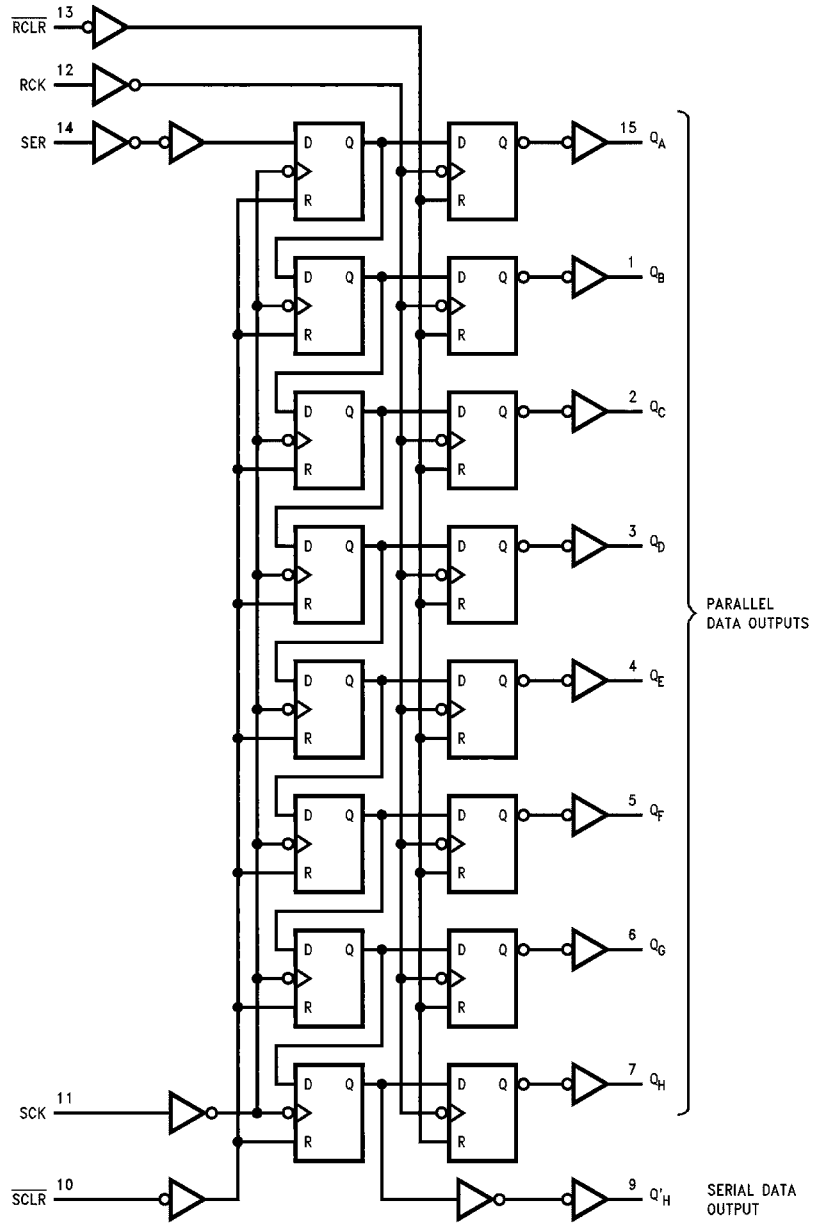 RCLR 13
RCK 12
SER 14
D Q D Q 15 QA
R R
D Q D Q 1 QB
R R
D Q D Q 2 QC
R R
D Q D Q 3 QD
R R
PARALLEL
DATA OUTPUTS
D Q D Q 4 QE
R R
D Q D Q 5 QF
R R
D Q D Q 6 QG
R R
D Q D Q 7 QH
SCK 11
R R
SCLR 10
9 Q'H
SERIAL DATA
OUTPUT